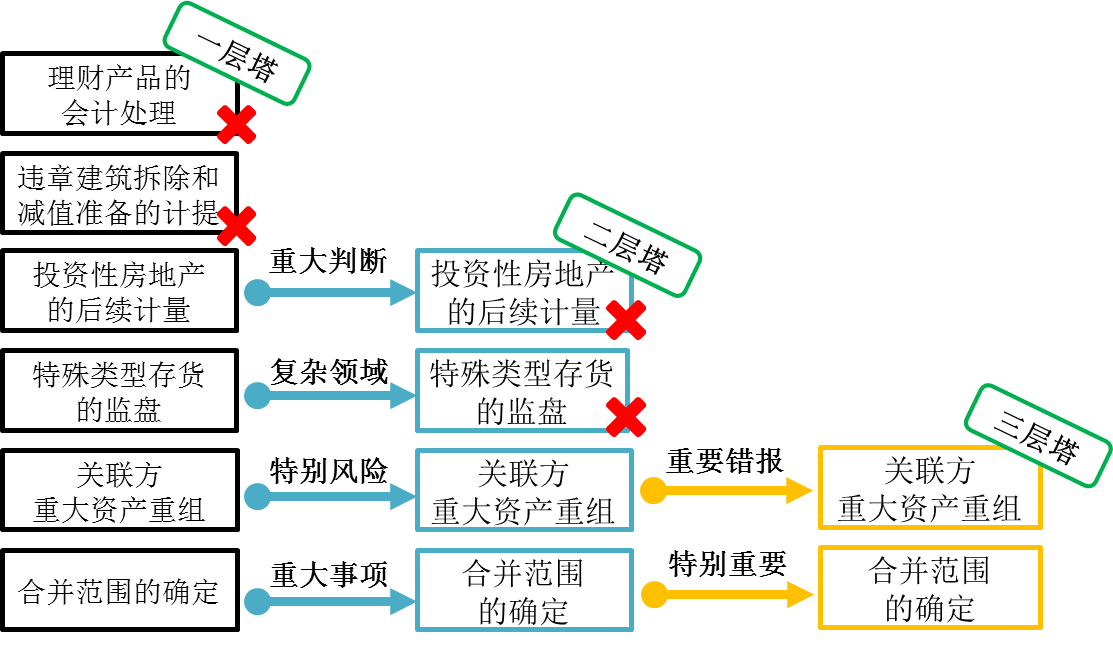 一层塔
理财产品的
会计处理
违章建筑拆除和
减值准备的计提
二层塔
投资性房地产
的后续计量
重大判断
投资性房地产
的后续计量
特殊类型存货
的监盘
复杂领域
特殊类型存货
的监盘
三层塔
关联方
重大资产重组
特别风险
关联方
重大资产重组
重要错报
关联方
重大资产重组
合并范围的确定
重大事项
合并范围
的确定
特别重要
合并范围
的确定